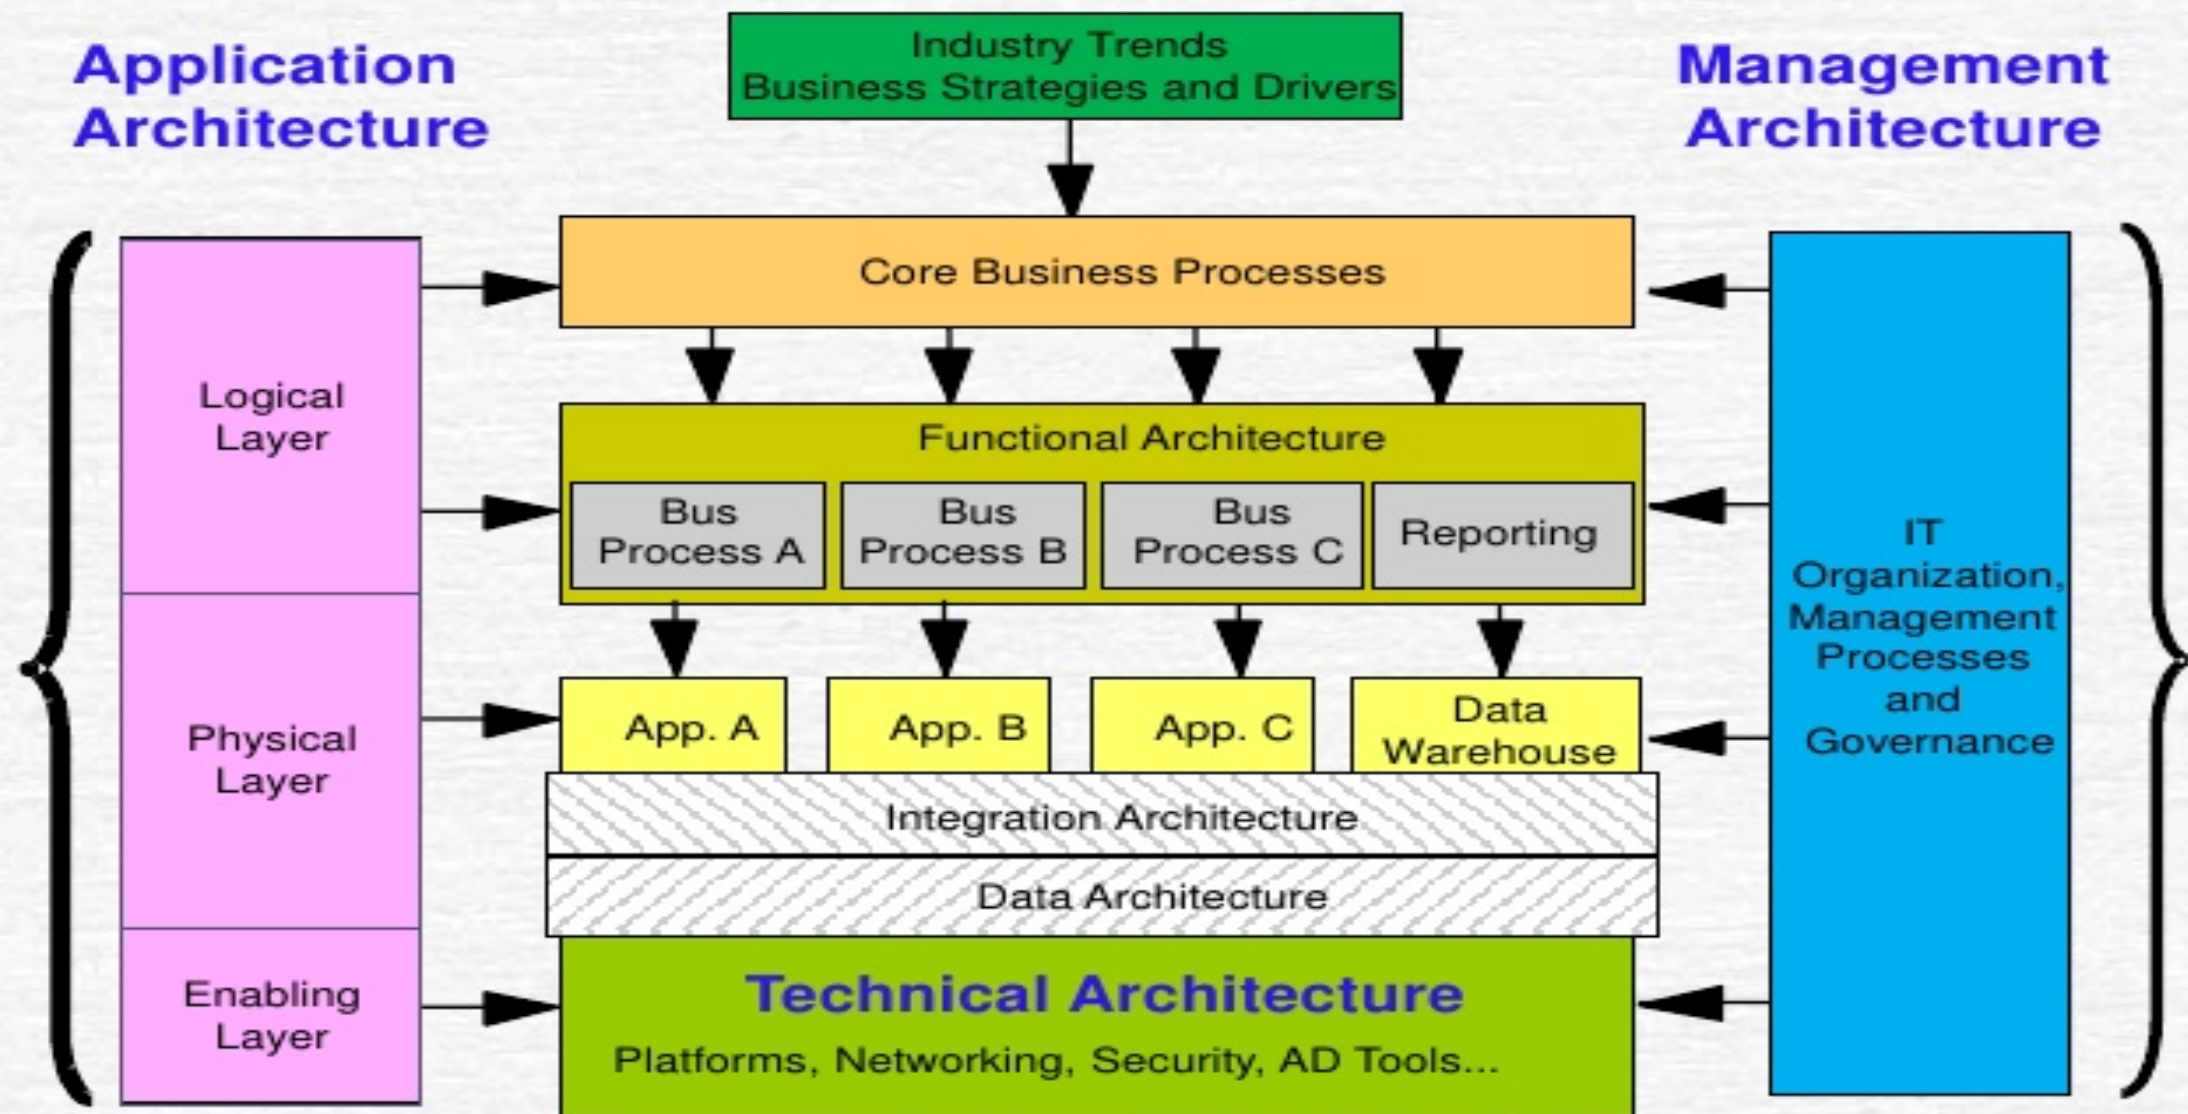 Application
Architecture
Industry Trends
Business Strategies and Drivers
Management
Architecture
Core Business Processes
Logical
Layer
Functional Architecture
Bus
Process A
Bus
Process B
Bus
Process C
Reporting
IT
Organization,
Management
Processes
and
Governance
Physical
Layer
App. A
App. B
App. C
Data
Warehouse
Integration Architecture
Data Architecture
Enabling
Layer
Technical Architecture
Platforms, Networking, Security, AD Tools...